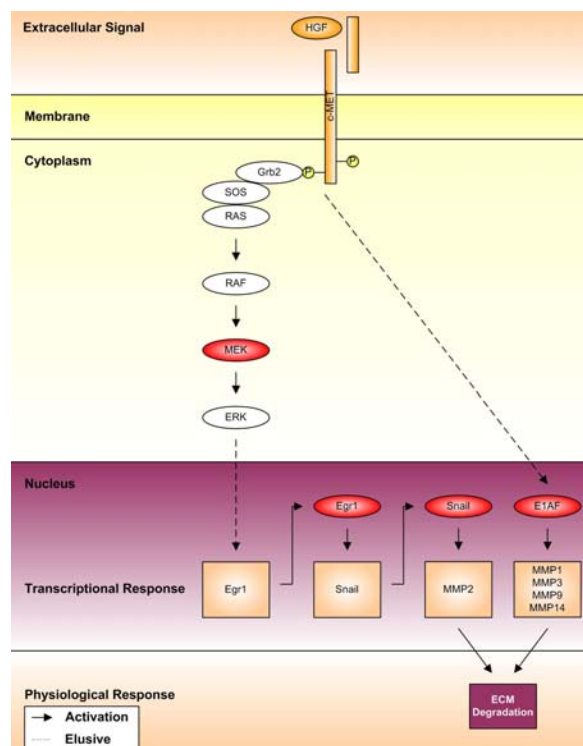 Extracellular Signal
HGF
c-MET
Membrane
Cytoplasm
Grb2
P
P
SOS
RAS
RAF
MEK
ERK
Nucleus
Egr1
Snail
E1AF
Transcriptional Response
Egr1
Snail
MMP2
MMP1
MMP3
MMP9
MMP14
Physiological Response
ECM
Degradation
Activation
Elusive